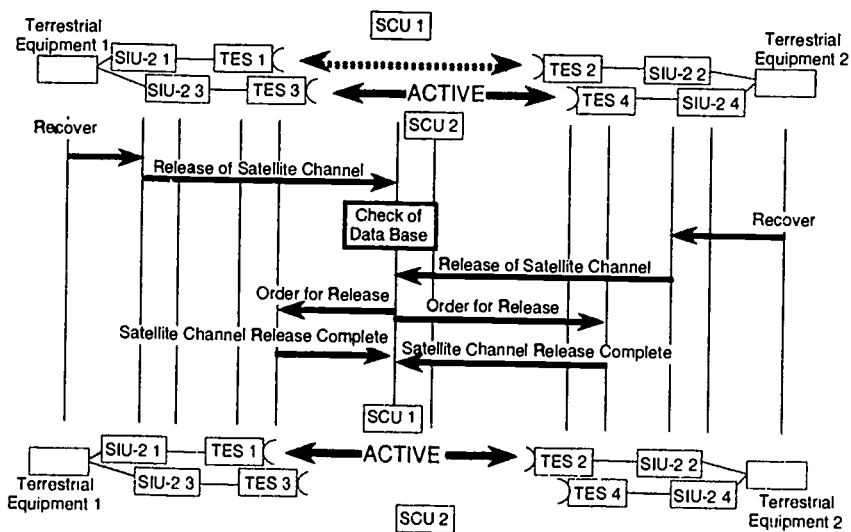 SCU 1
Terrestrial
Equipment 1
SIU-2 1
TES 1
TES 2
SIU-2 2
Terrestrial
Equipment 2
SIU-2 3
TES 3
ACTIVE
TES 4
SIU-2 4
SCU 2
Recover
Release of Satellite Channel
Check of
Data Base
Recover
Release of Satellite Channel
Order for Release
Order for Release
Satellite Channel Release Complete
Satellite Channel Release Complete
SCU 1
SIU-2 1
TES 1
ACTIVE
TES 2
SIU-2 2
SIU-2 3
TES 3
TES 4
SIU-2 4
Terrestrial
Equipment 1
Terrestrial
Equipment 2
SCU 2